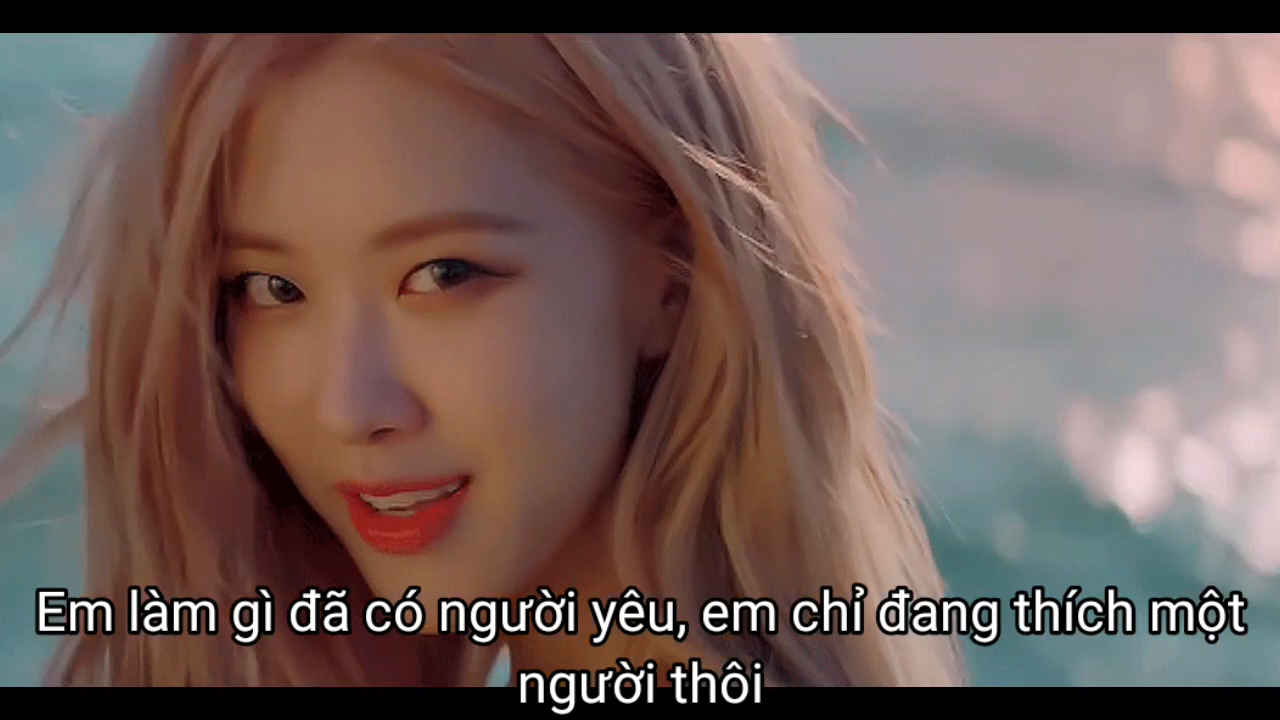 Em làm gì đã có người yêu, em chỉ đang thích một
người thôi